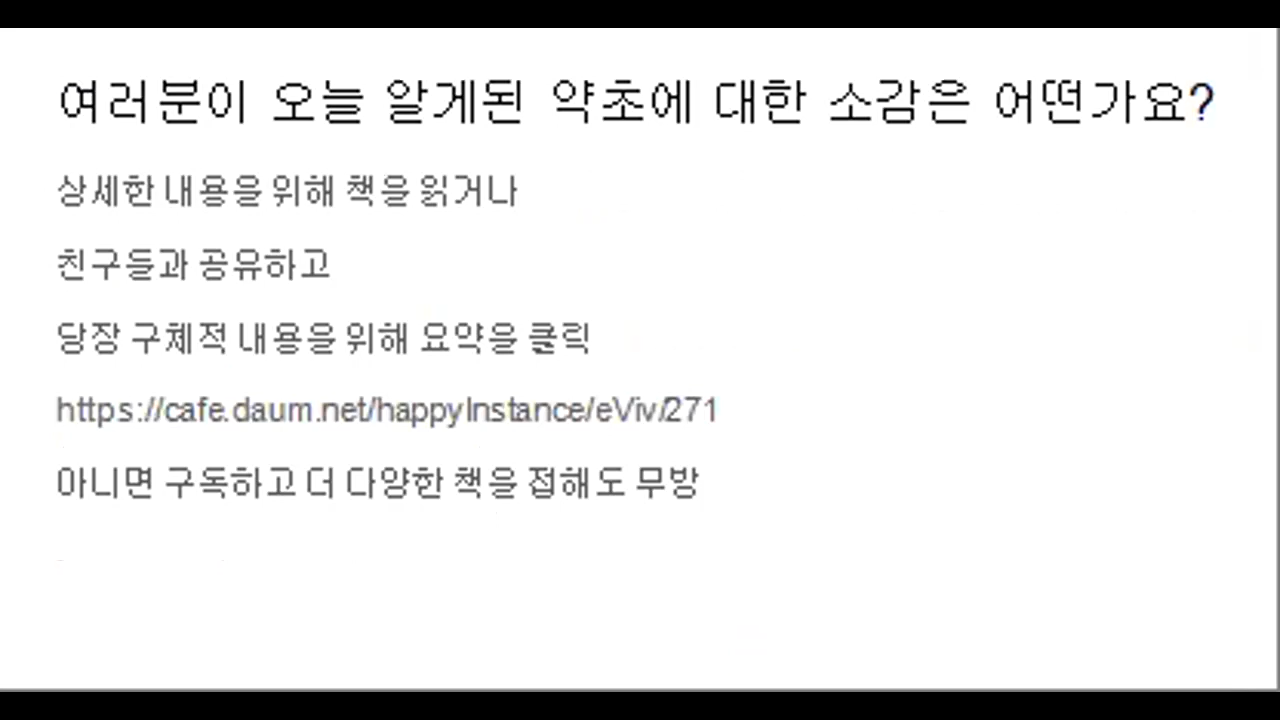 여러분이 오늘 알게된 약초에 대한 소감은 어떤가요?
상세한 내용을 위해 책을 읽거나
친구들과 공유하고
당장 구체적 내용을 위해 요약을 클릭
https://cafe.daum.net/happyInstance/eViv/271
아니면 구독하고 더 다양한 책을 접해도 무방